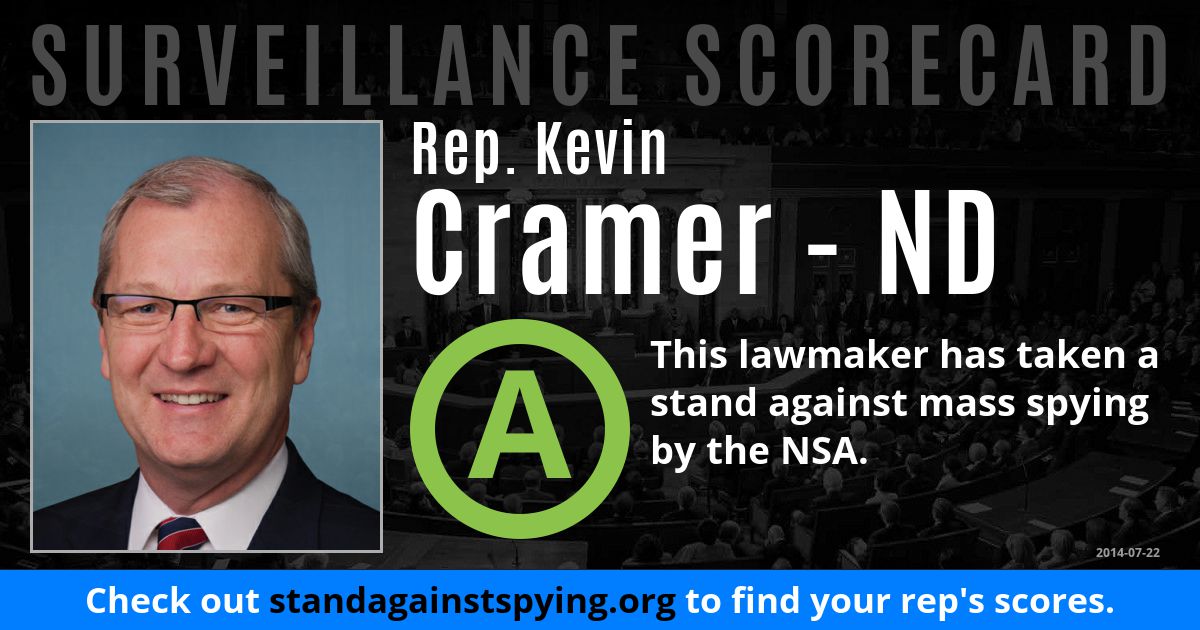 SURVEILLANCE SCORECARD
Rep. Kevin
Cramer - ND
A
This lawmaker has taken a
stand against mass spying
by the NSA.
2014-07-22
Check out standagainstspying.org to find your rep's scores.